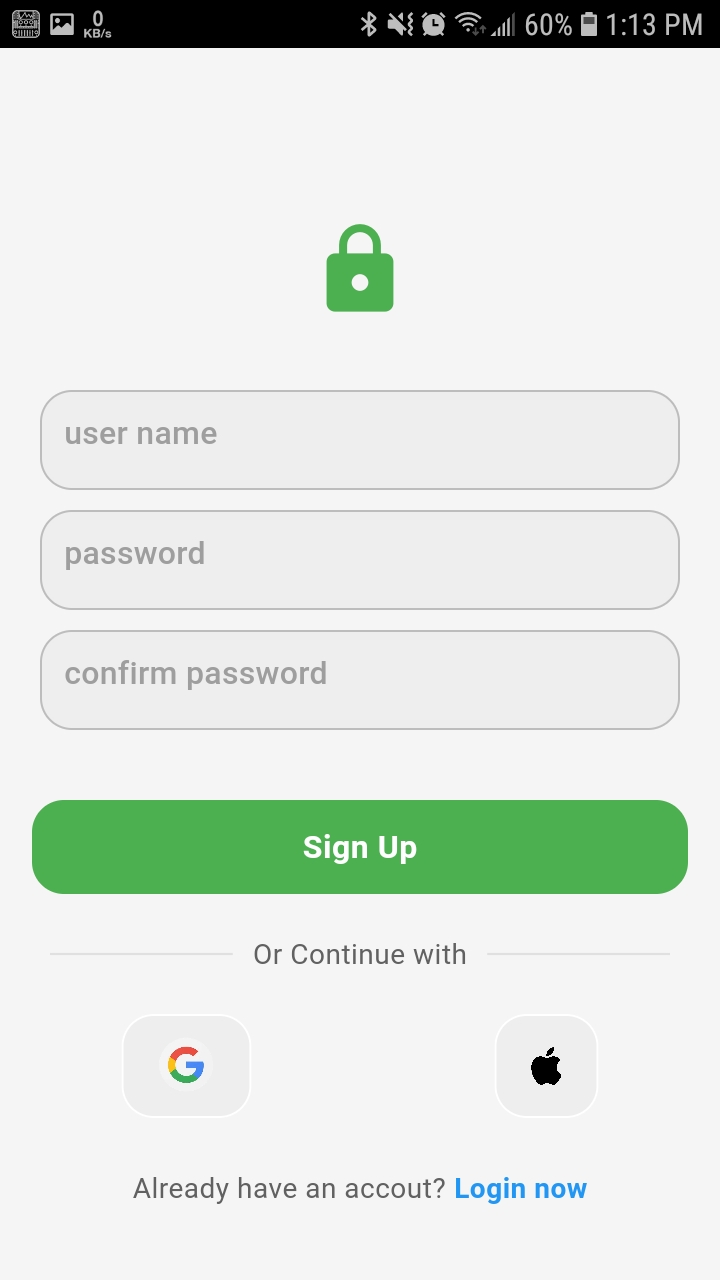 0
KB/s
60% 1:13 PM
user name
password
confirm password
Sign Up
Or Continue with
Already have an accout? Login now